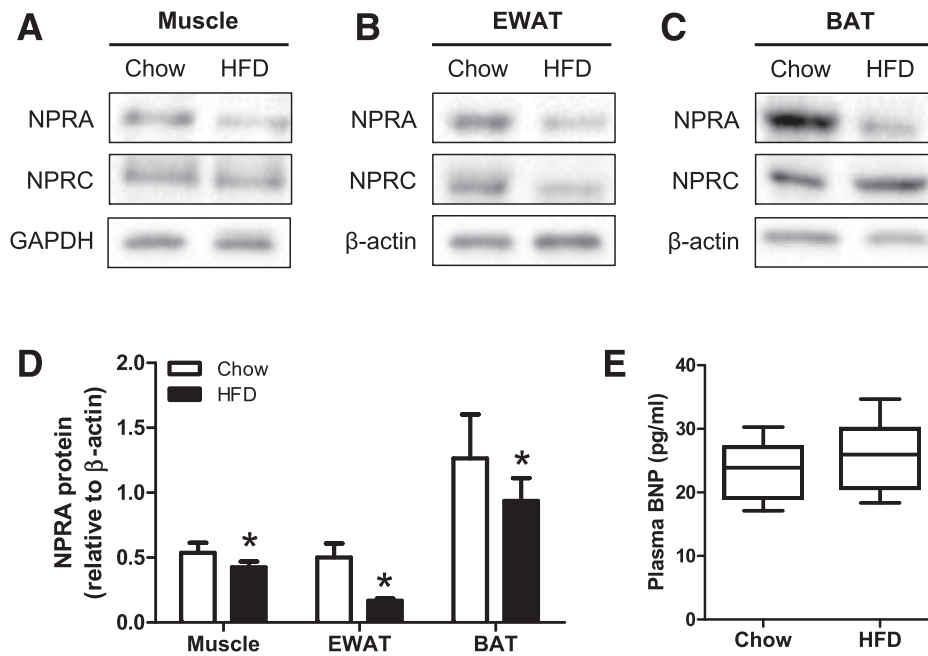 A Muscle
Chow HFD
NPRA
NPRC
GAPDH
B EWAT
Chow HFD
NPRA
NPRC
β-actin
C BAT
Chow HFD
NPRA
NPRC
β-actin
D
NPRA protein
(relative to β-actin)
2.0
1.5
1.0
0.5
0.0
Chow
HFD
*
*
*
Muscle EWAT BAT
E
Plasma BNP (pg/ml)
40
30
20
10
0
Chow HFD